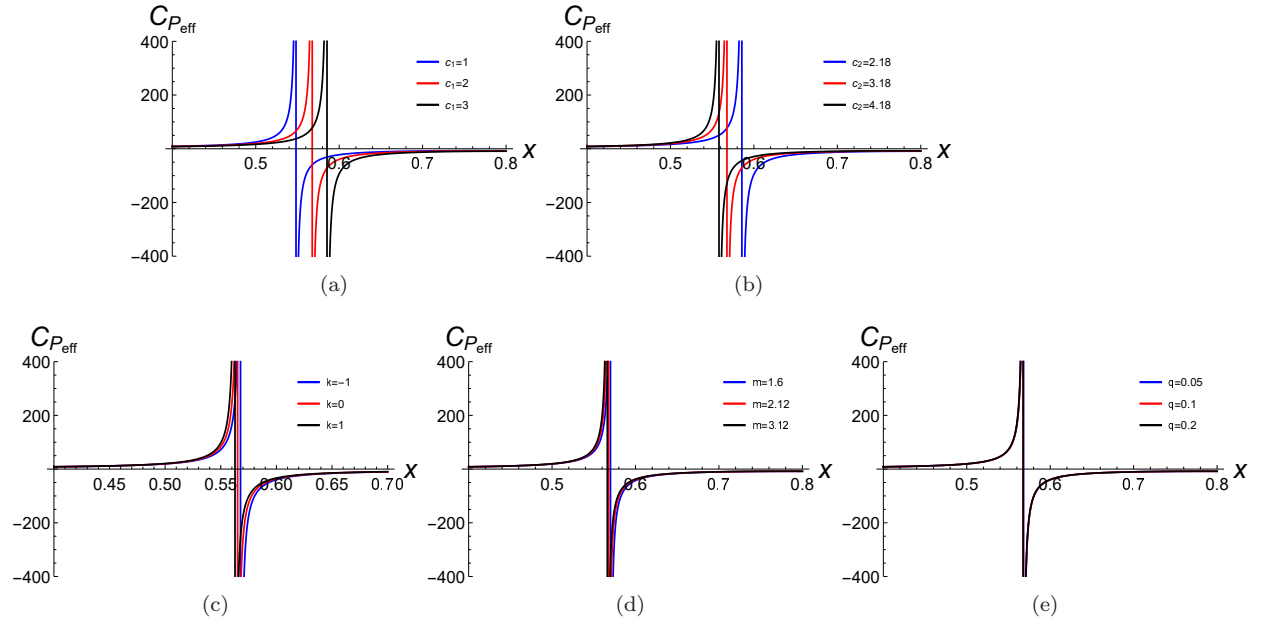 C_{P_eff}
400
200
-200
-400
0.5
0.6
0.7
0.8
x
c₁=1
c₁=2
c₁=3
(a)
C_{P_eff}
400
200
-200
-400
0.5
0.6
0.7
0.8
x
c₂=2.18
c₂=3.18
c₂=4.18
(b)
C_{P_eff}
400
200
-200
-400
0.45
0.50
0.55
0.60
0.65
0.70
x
k=-1
k=0
k=1
(c)
C_{P_eff}
400
200
-200
-400
0.5
0.6
0.7
0.8
x
m=1.6
m=2.12
m=3.12
(d)
C_{P_eff}
400
200
-200
-400
0.5
0.6
0.7
0.8
x
q=0.05
q=0.1
q=0.2
(e)